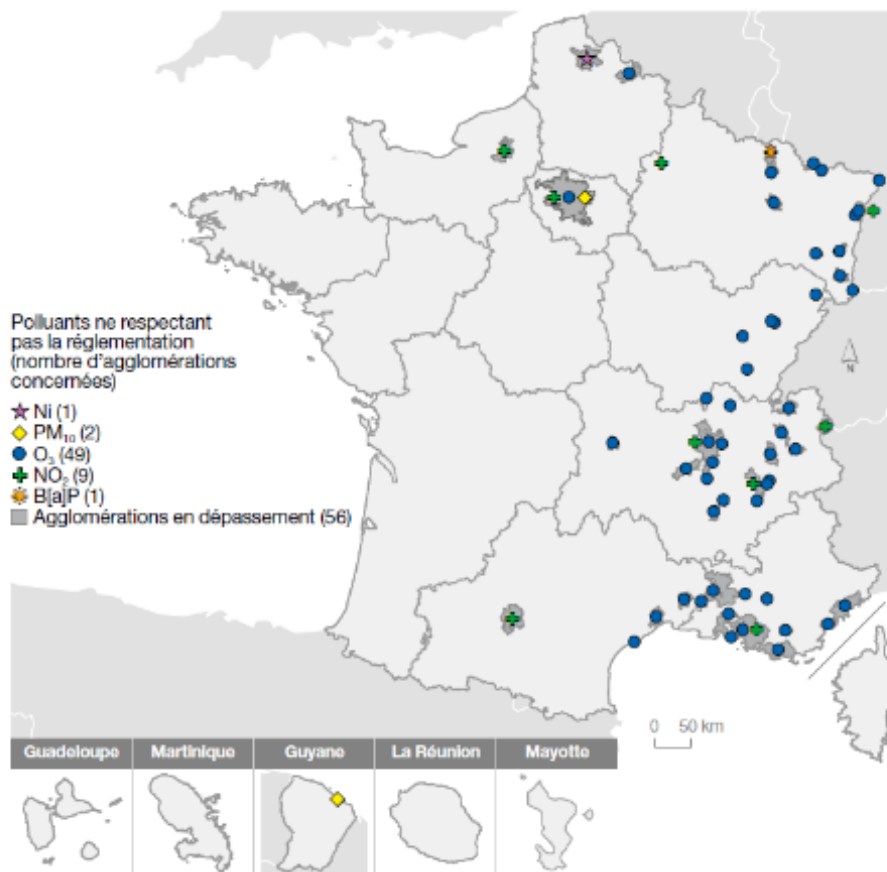 Polluants ne respectant
pas la réglementation
(nombre d'agglomérations
concernées)
Ni (1)
PM₁₀ (2)
O₃ (49)
NO₂ (9)
B[a]P (1)
Agglomérations en dépassement (56)
N
0 50 km
Guadeloupe Martinique Guyane La Réunion Mayotte